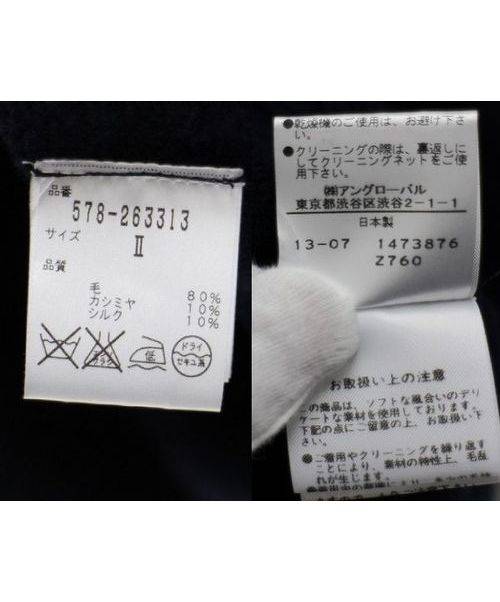 品番
578-263313
サイズ
II
品質
毛 80%
カシミヤ 10%
シルク 10%
低
ドライ
セキユ系
●乾燥機のご使用は、お避け下さ
い。
●クリーニングの際は、裏返しに
してクリーニングネットをご使
用下さい。
㈱アングローバル
東京都渋谷区渋谷2-1-1
日本製
13-07 1473876
Z760
お取扱い上の注意
この商品は、ソフトな風合いのデリ
ケートな素材を使用しております。
下記の点にご留意の上、お取扱い下
●ご着用やクリーニングを繰り返す
ことにより、素材の特性上、毛乱
れが生じます。